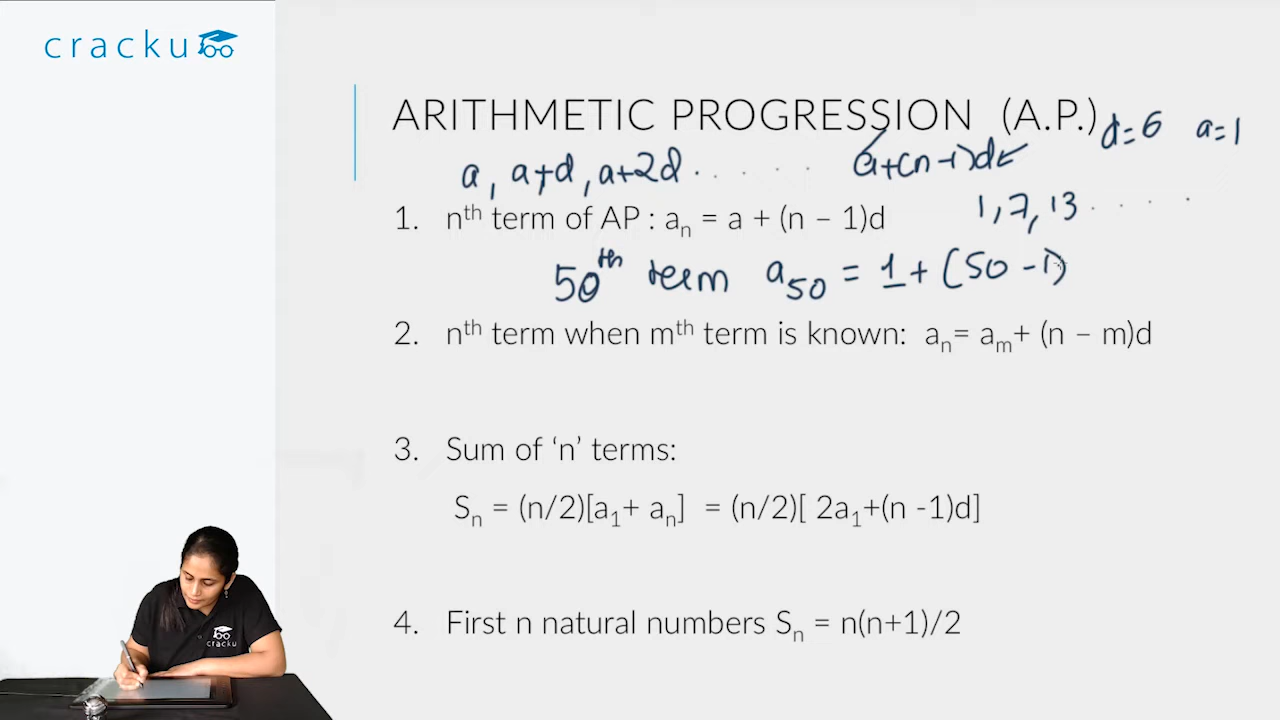 cracku
ARITHMETIC PROGRESSION (A.P.) d=6 a=1
a, a+d, a+2d ..... a+(n-1)d
1. nth term of AP : an = a + (n – 1)d 1, 7, 13 .....
50th term a50 = 1 + (50 - 1)
2. nth term when mth term is known: an= am+ (n – m)d
3. Sum of ‘n’ terms:
Sn = (n/2)[a1+ an] = (n/2)[ 2a1+(n -1)d]
cracku
4. First n natural numbers Sn = n(n+1)/2